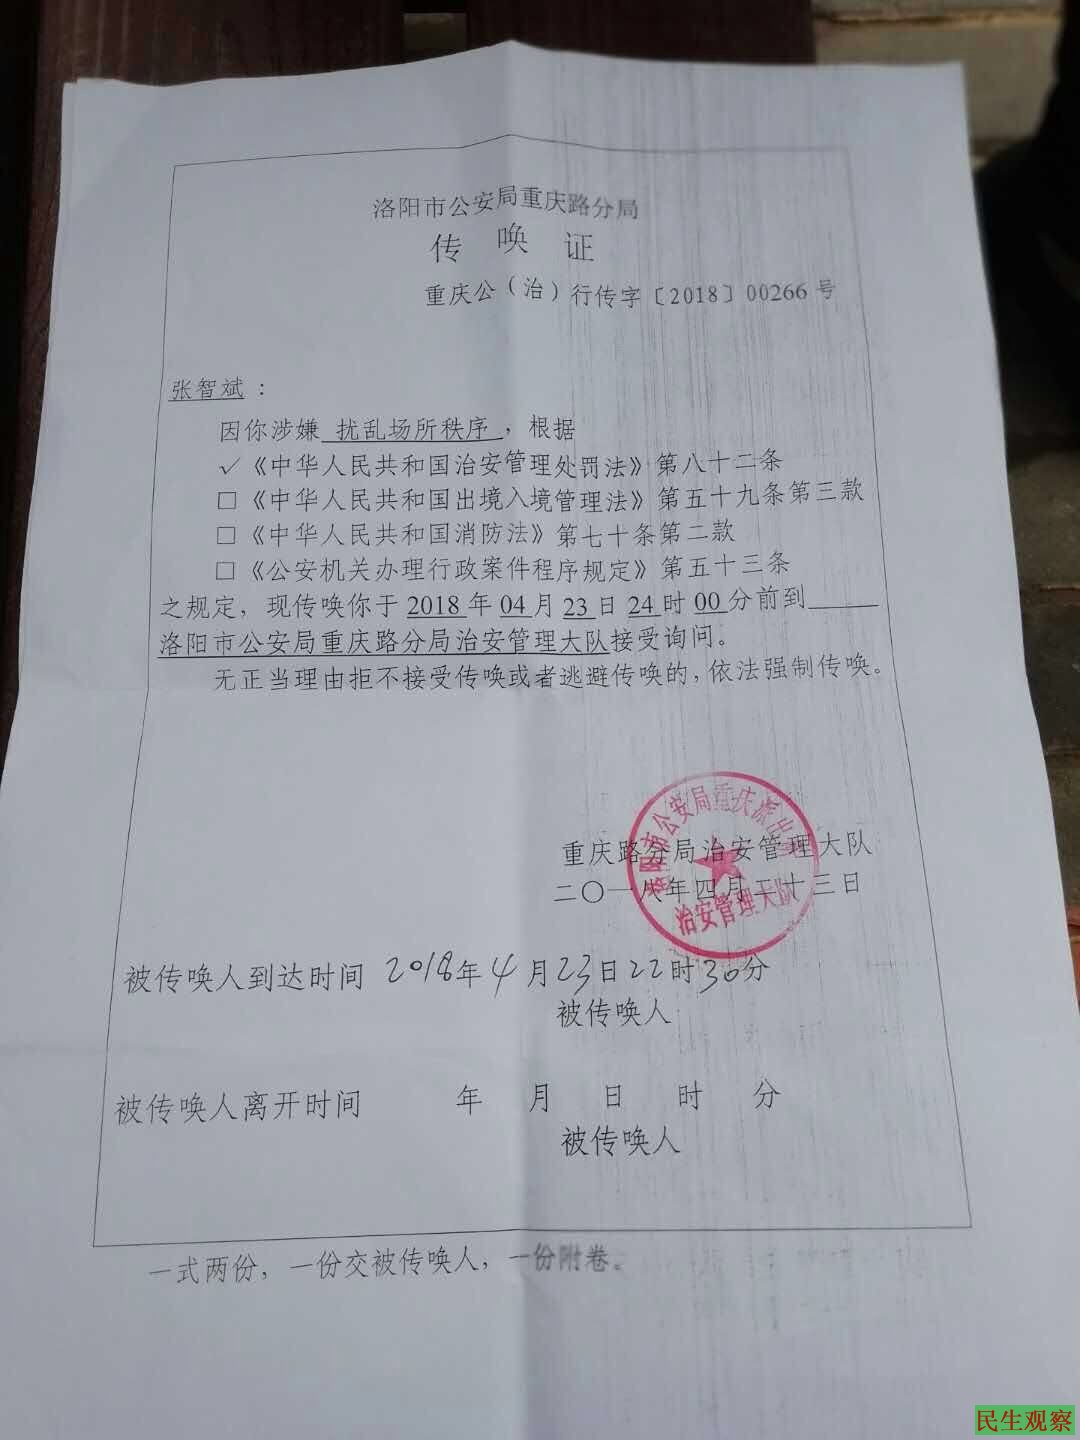 洛阳市公安局重庆路分局
传唤证
重庆公(治)行传字〔2018〕00266号
张智斌:
因你涉嫌 扰乱场所秩序 ,根据
✓《中华人民共和国治安管理处罚法》第八十二条
□《中华人民共和国出境入境管理法》第五十九条第三款
□《中华人民共和国消防法》第七十条第二款
□《公安机关办理行政案件程序规定》第五十三条
之规定,现传唤你于 2018 年 04 月 23 日 24 时 00 分前到
洛阳市公安局重庆路分局治安管理大队接受询问。
无正当理由拒不接受传唤或者逃避传唤的,依法强制传唤。
重庆路分局治安管理大队
二〇一八年四月二十三日
洛阳市公安局重庆派出所
治安管理大队
被传唤人到达时间 2018年4月23日22时30分
被传唤人
被传唤人离开时间 年 月 日 时 分
被传唤人
一式两份,一份交被传唤人,一份附卷。
民生观察